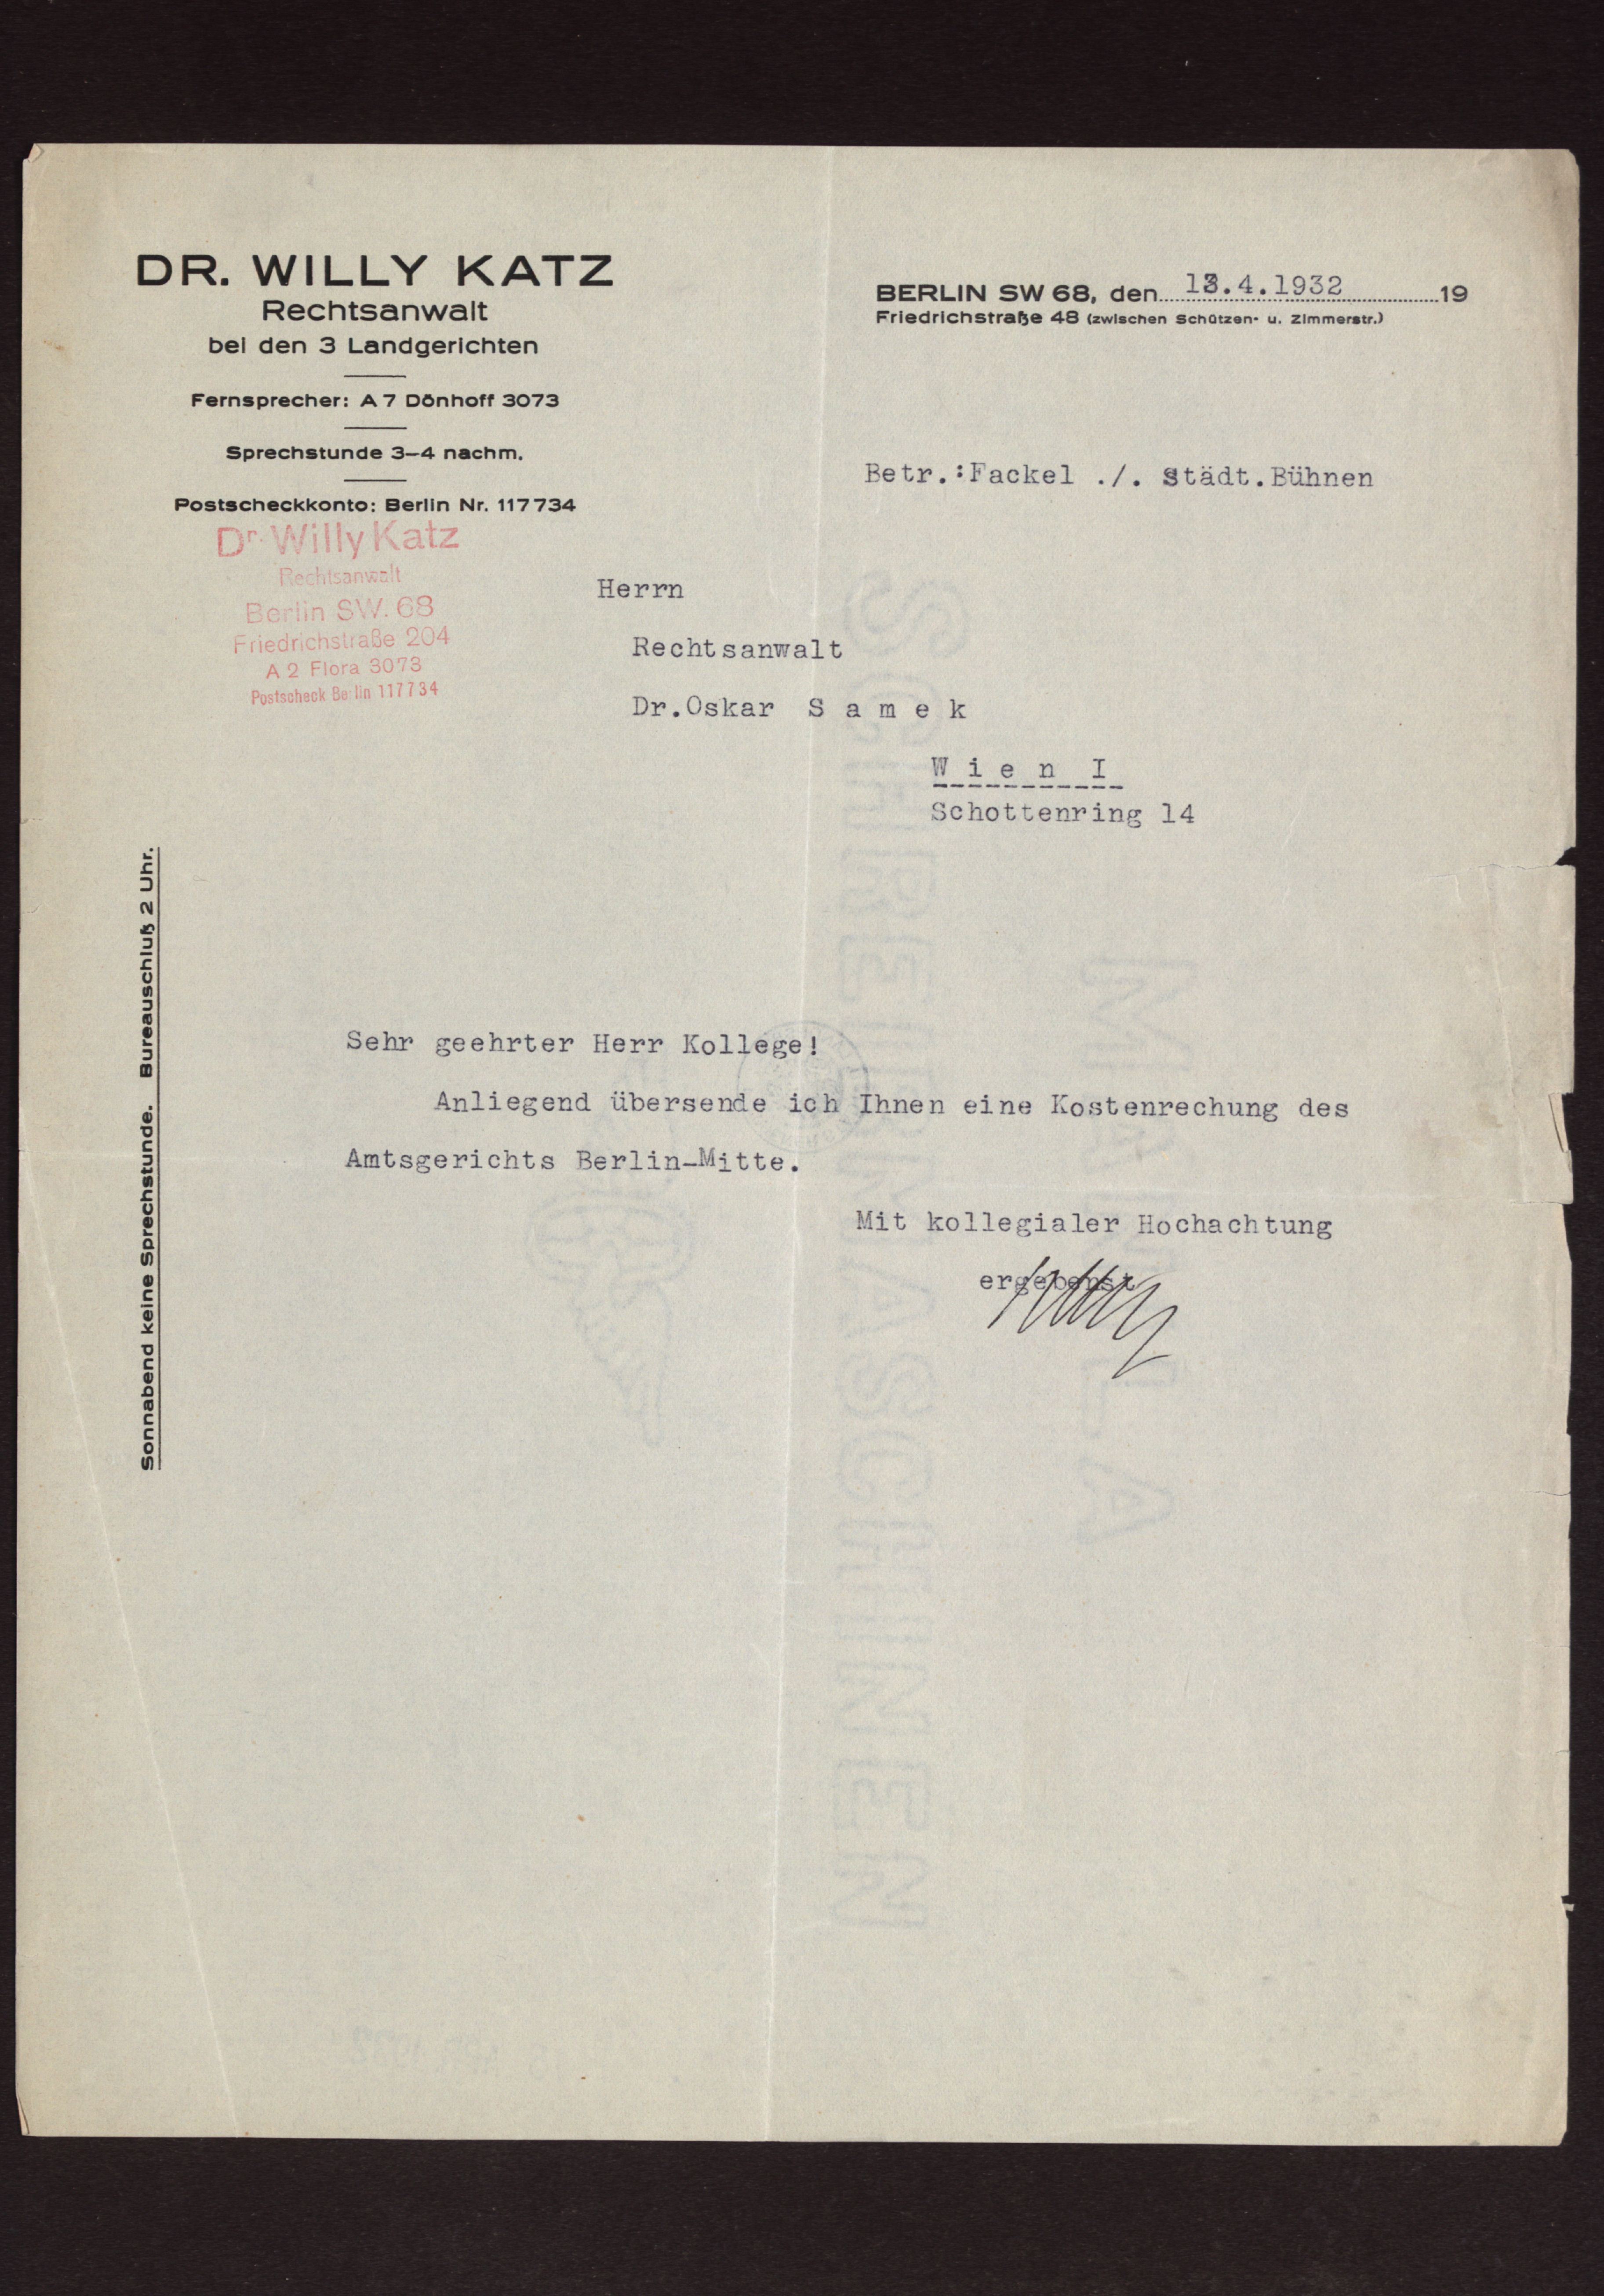 DR. WILLY KATZ
Rechtsanwalt
bei den 3 Landgerichten
Fernsprecher: A 7 Dönhoff 3073
Sprechstunde 3–4 nachm.
Postscheckkonto: Berlin Nr. 117734
Dr. Willy Katz
Rechtsanwalt
Berlin SW. 68
Friedrichstraße 204
A 2 Flora 3073
Postscheck Berlin 117734
BERLIN SW 68, den 13.4.1932 19
Friedrichstraße 48 (zwischen Schützen- u. Zimmerstr.)
Betr.:Fackel ./. Städt.Bühnen
Herrn
Rechtsanwalt
Dr.Oskar S a m e k
W i e n I
Schottenring 14
Sonnabend keine Sprechstunde. Bureauschluß 2 Uhr.
Sehr geehrter Herr Kollege!
Anliegend übersende ich Ihnen eine Kostenrechung des
Amtsgerichts Berlin-Mitte.
Mit kollegialer Hochachtung
ergebenst
SCHREIBMASCHINEN